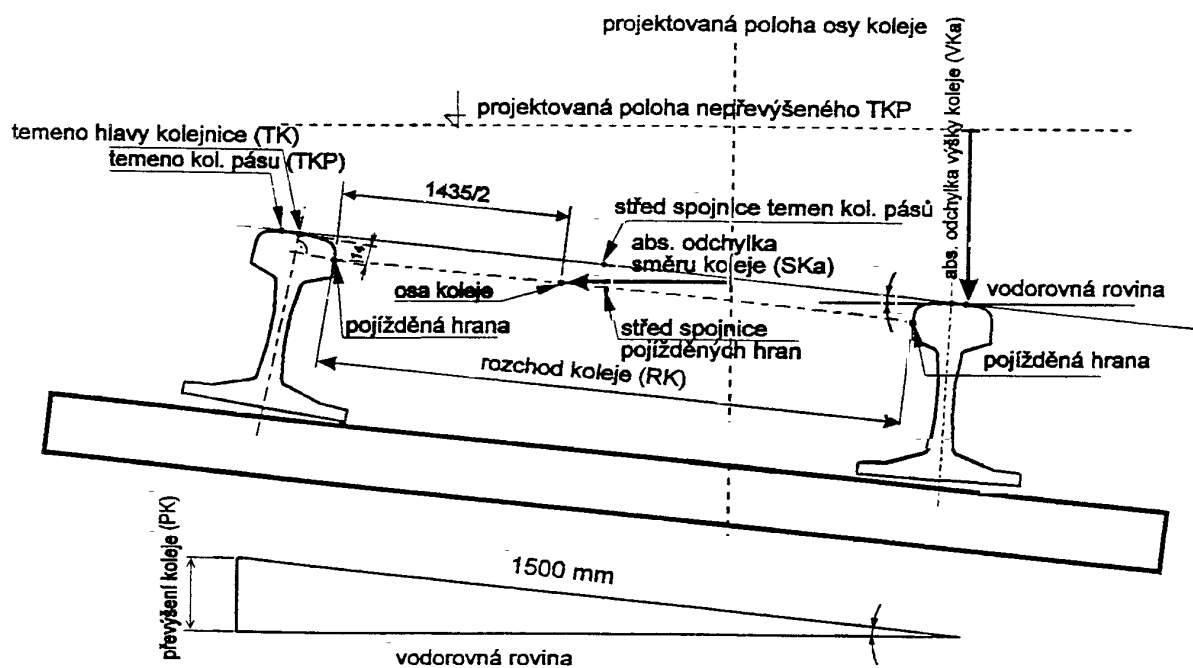 projektovaná poloha osy koleje
abs. odchylka výšky koleje (VKa)
projektovaná poloha nepřevýšeného TKP
temeno hlavy kolejnice (TK)
temeno kol. pásu (TKP)
1435/2
střed spojnice temen kol. pásů
abs. odchylka
směru koleje (SKa)
14
osa koleje
vodorovná rovina
pojížděná hrana
střed spojnice
pojížděných hran
pojížděná hrana
rozchod koleje (RK)
převýšení koleje (PK)
1500 mm
vodorovná rovina